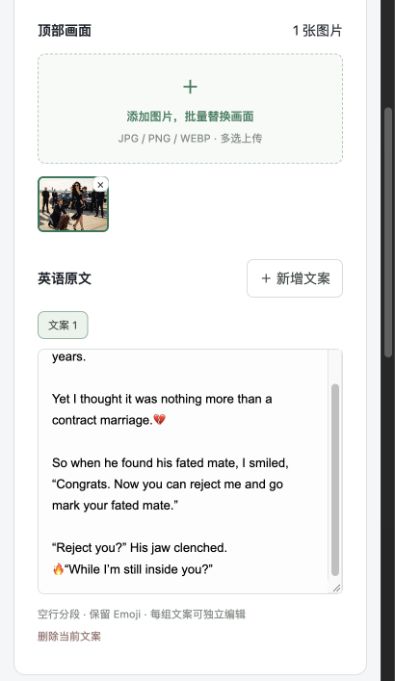 顶部画面
1 张图片
+
添加图片，批量替换画面
JPG / PNG / WEBP · 多选上传
×
英语原文
+ 新增文案
文案 1
years.
Yet I thought it was nothing more than a
contract marriage.💔
So when he found his fated mate, I smiled,
“Congrats. Now you can reject me and go
mark your fated mate.”
“Reject you?” His jaw clenched.
🔥“While I’m still inside you?”
空行分段 · 保留 Emoji · 每组文案可独立编辑
删除当前文案